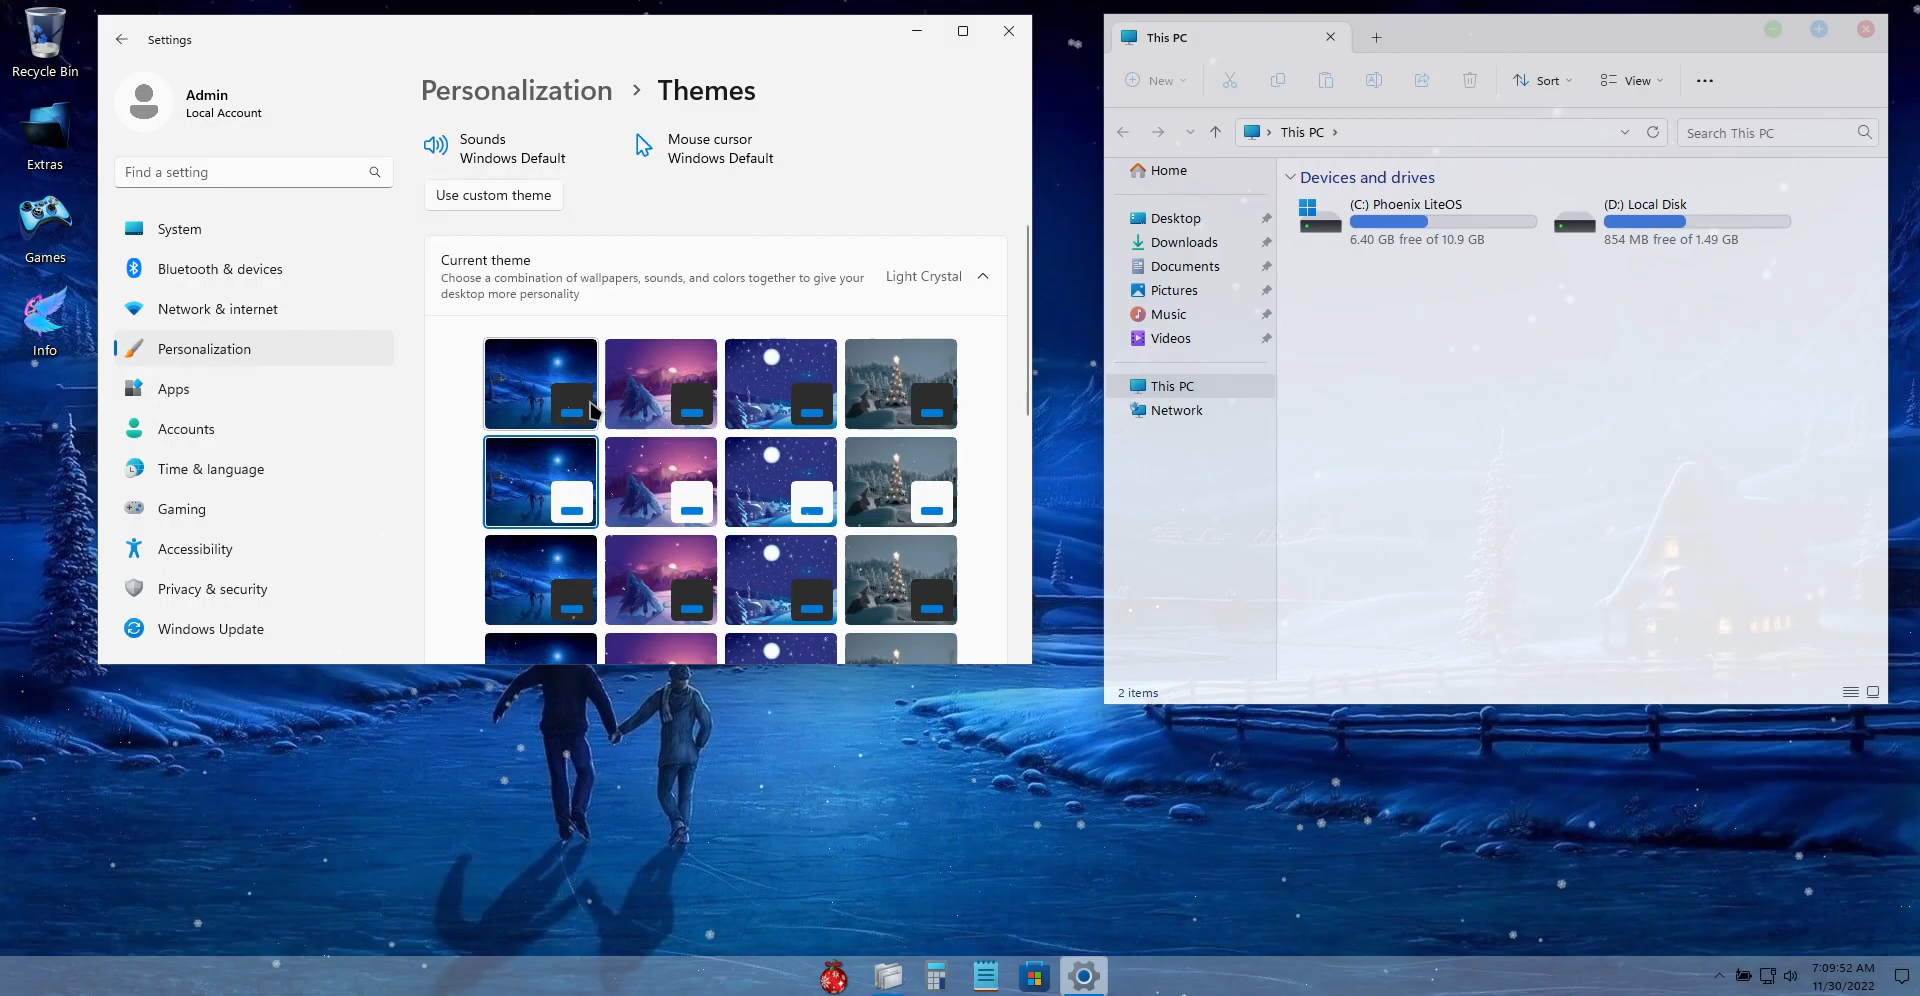 Recycle Bin
Extras
Games
Info
Settings
Admin
Local Account
Find a setting
System
Bluetooth & devices
Network & internet
Personalization
Apps
Accounts
Time & language
Gaming
Accessibility
Privacy & security
Windows Update
Personalization > Themes
Sounds
Windows Default
Mouse cursor
Windows Default
Use custom theme
Current theme
Choose a combination of wallpapers, sounds, and colors together to give your
desktop more personality
Light Crystal
This PC
New
Sort
View
This PC
Search This PC
Home
Desktop
Downloads
Documents
Pictures
Music
Videos
This PC
Network
Devices and drives
(C:) Phoenix LiteOS
6.40 GB free of 10.9 GB
(D:) Local Disk
854 MB free of 1.49 GB
2 items
7:09:52 AM
11/30/2022